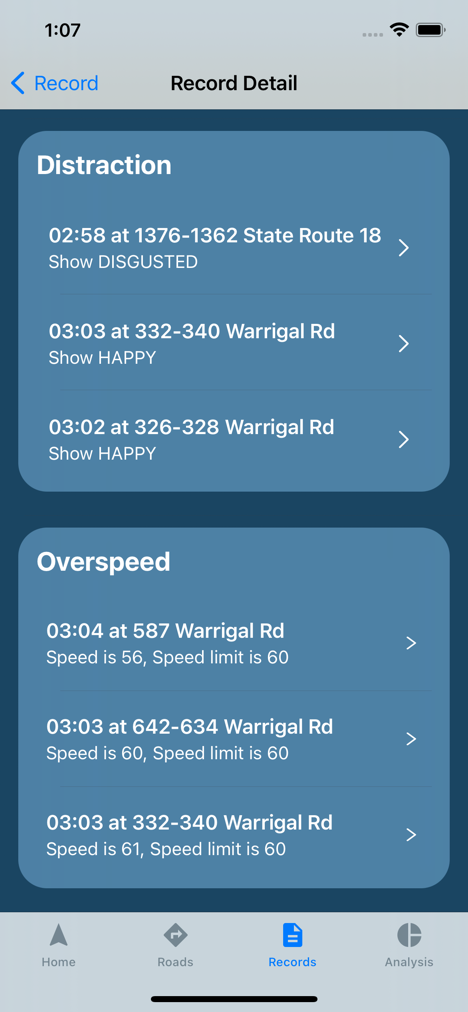 1:07
Record
Record Detail
Distraction
02:58 at 1376-1362 State Route 18
Show DISGUSTED
03:03 at 332-340 Warrigal Rd
Show HAPPY
03:02 at 326-328 Warrigal Rd
Show HAPPY
Overspeed
03:04 at 587 Warrigal Rd
Speed is 56, Speed limit is 60
03:03 at 642-634 Warrigal Rd
Speed is 60, Speed limit is 60
03:03 at 332-340 Warrigal Rd
Speed is 61, Speed limit is 60
Home
Roads
Records
Analysis